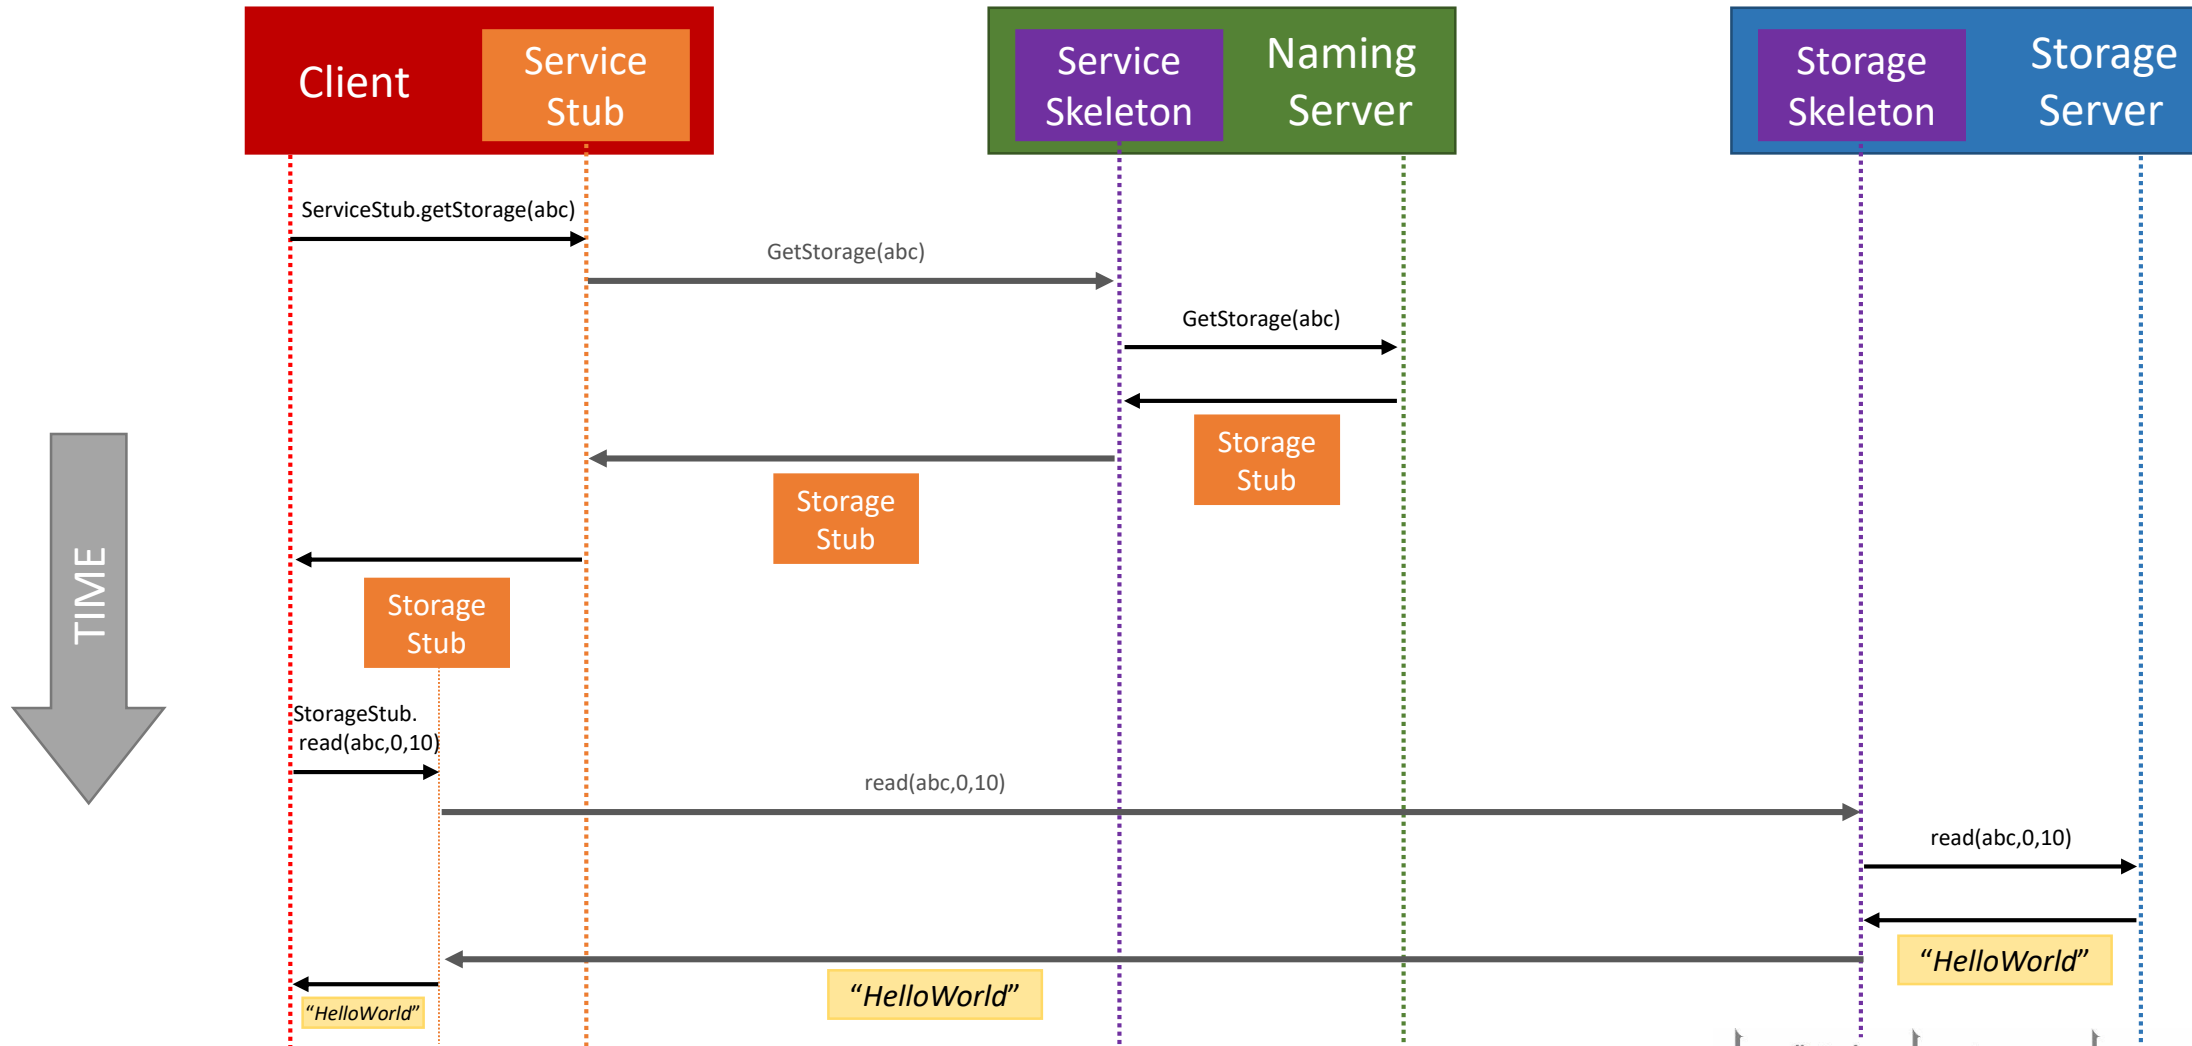 Client
Service
Stub
Service
Skeleton
Naming
Server
Storage
Skeleton
Storage
Server
ServiceStub.getStorage(abc)
GetStorage(abc)
GetStorage(abc)
Storage
Stub
Storage
Stub
Storage
Stub
TIME
StorageStub.
read(abc,0,10)
read(abc,0,10)
read(abc,0,10)
“HelloWorld”
“HelloWorld”
“HelloWorld”